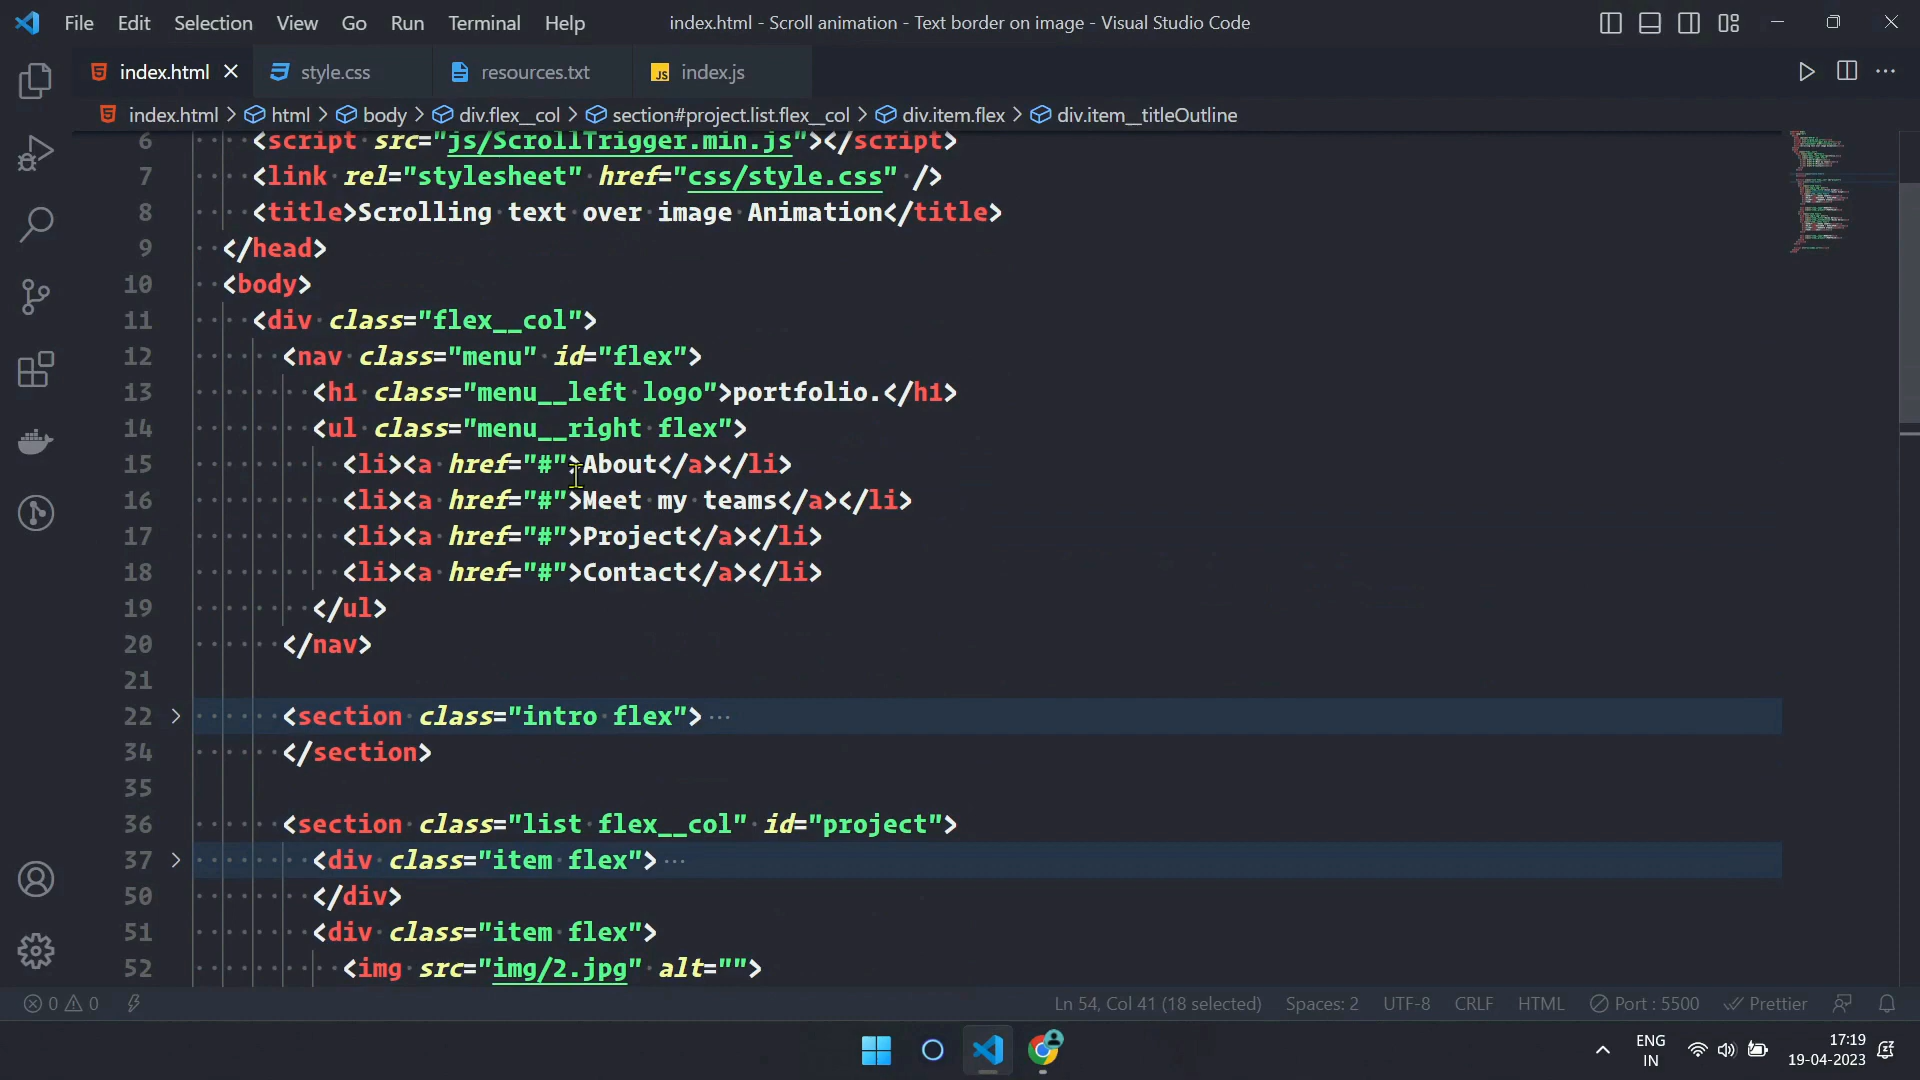 File Edit Selection View Go Run Terminal Help index.html - Scroll animation - Text border on image - Visual Studio Code
index.html style.css resources.txt JS index.js
index.html > html > body > div.flex__col > section#project.list.flex__col > div.item.flex > div.item__titleOutline
6 <script src="js/ScrollTrigger.min.js"></script>
7 <link rel="stylesheet" href="css/style.css" />
8 <title>Scrolling text over image Animation</title>
9 </head>
10 <body>
11 <div class="flex__col">
12 <nav class="menu" id="flex">
13 <h1 class="menu__left logo">portfolio.</h1>
14 <ul class="menu__right flex">
15 <li><a href="#">About</a></li>
16 <li><a href="#">Meet my teams</a></li>
17 <li><a href="#">Project</a></li>
18 <li><a href="#">Contact</a></li>
19 </ul>
20 </nav>
21
22 <section class="intro flex">...
34 </section>
35
36 <section class="list flex__col" id="project">
37 <div class="item flex">...
50 </div>
51 <div class="item flex">
52 <img src="img/2.jpg" alt="">
0 0 Ln 54, Col 41 (18 selected) Spaces: 2 UTF-8 CRLF HTML Port : 5500 Prettier
ENG 17:19
IN 19-04-2023